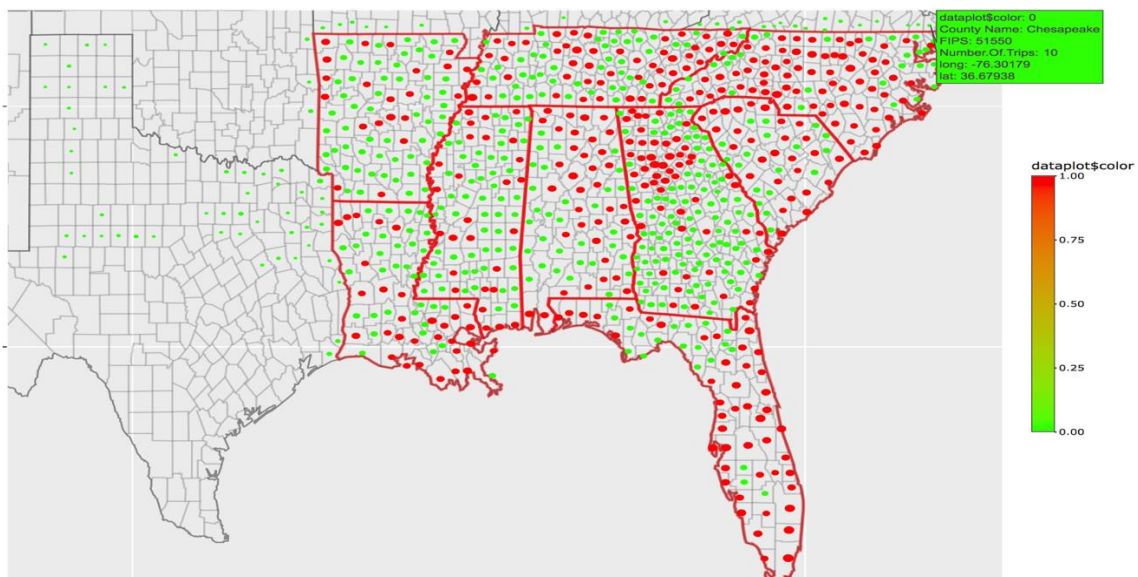 dataplot$color: 0
County Name: Chesapeake
FIPS: 51550
Number.Of.Trips: 10
long: -76.30179
lat: 36.67938
dataplot$color
1.00
0.75
0.50
0.25
0.00